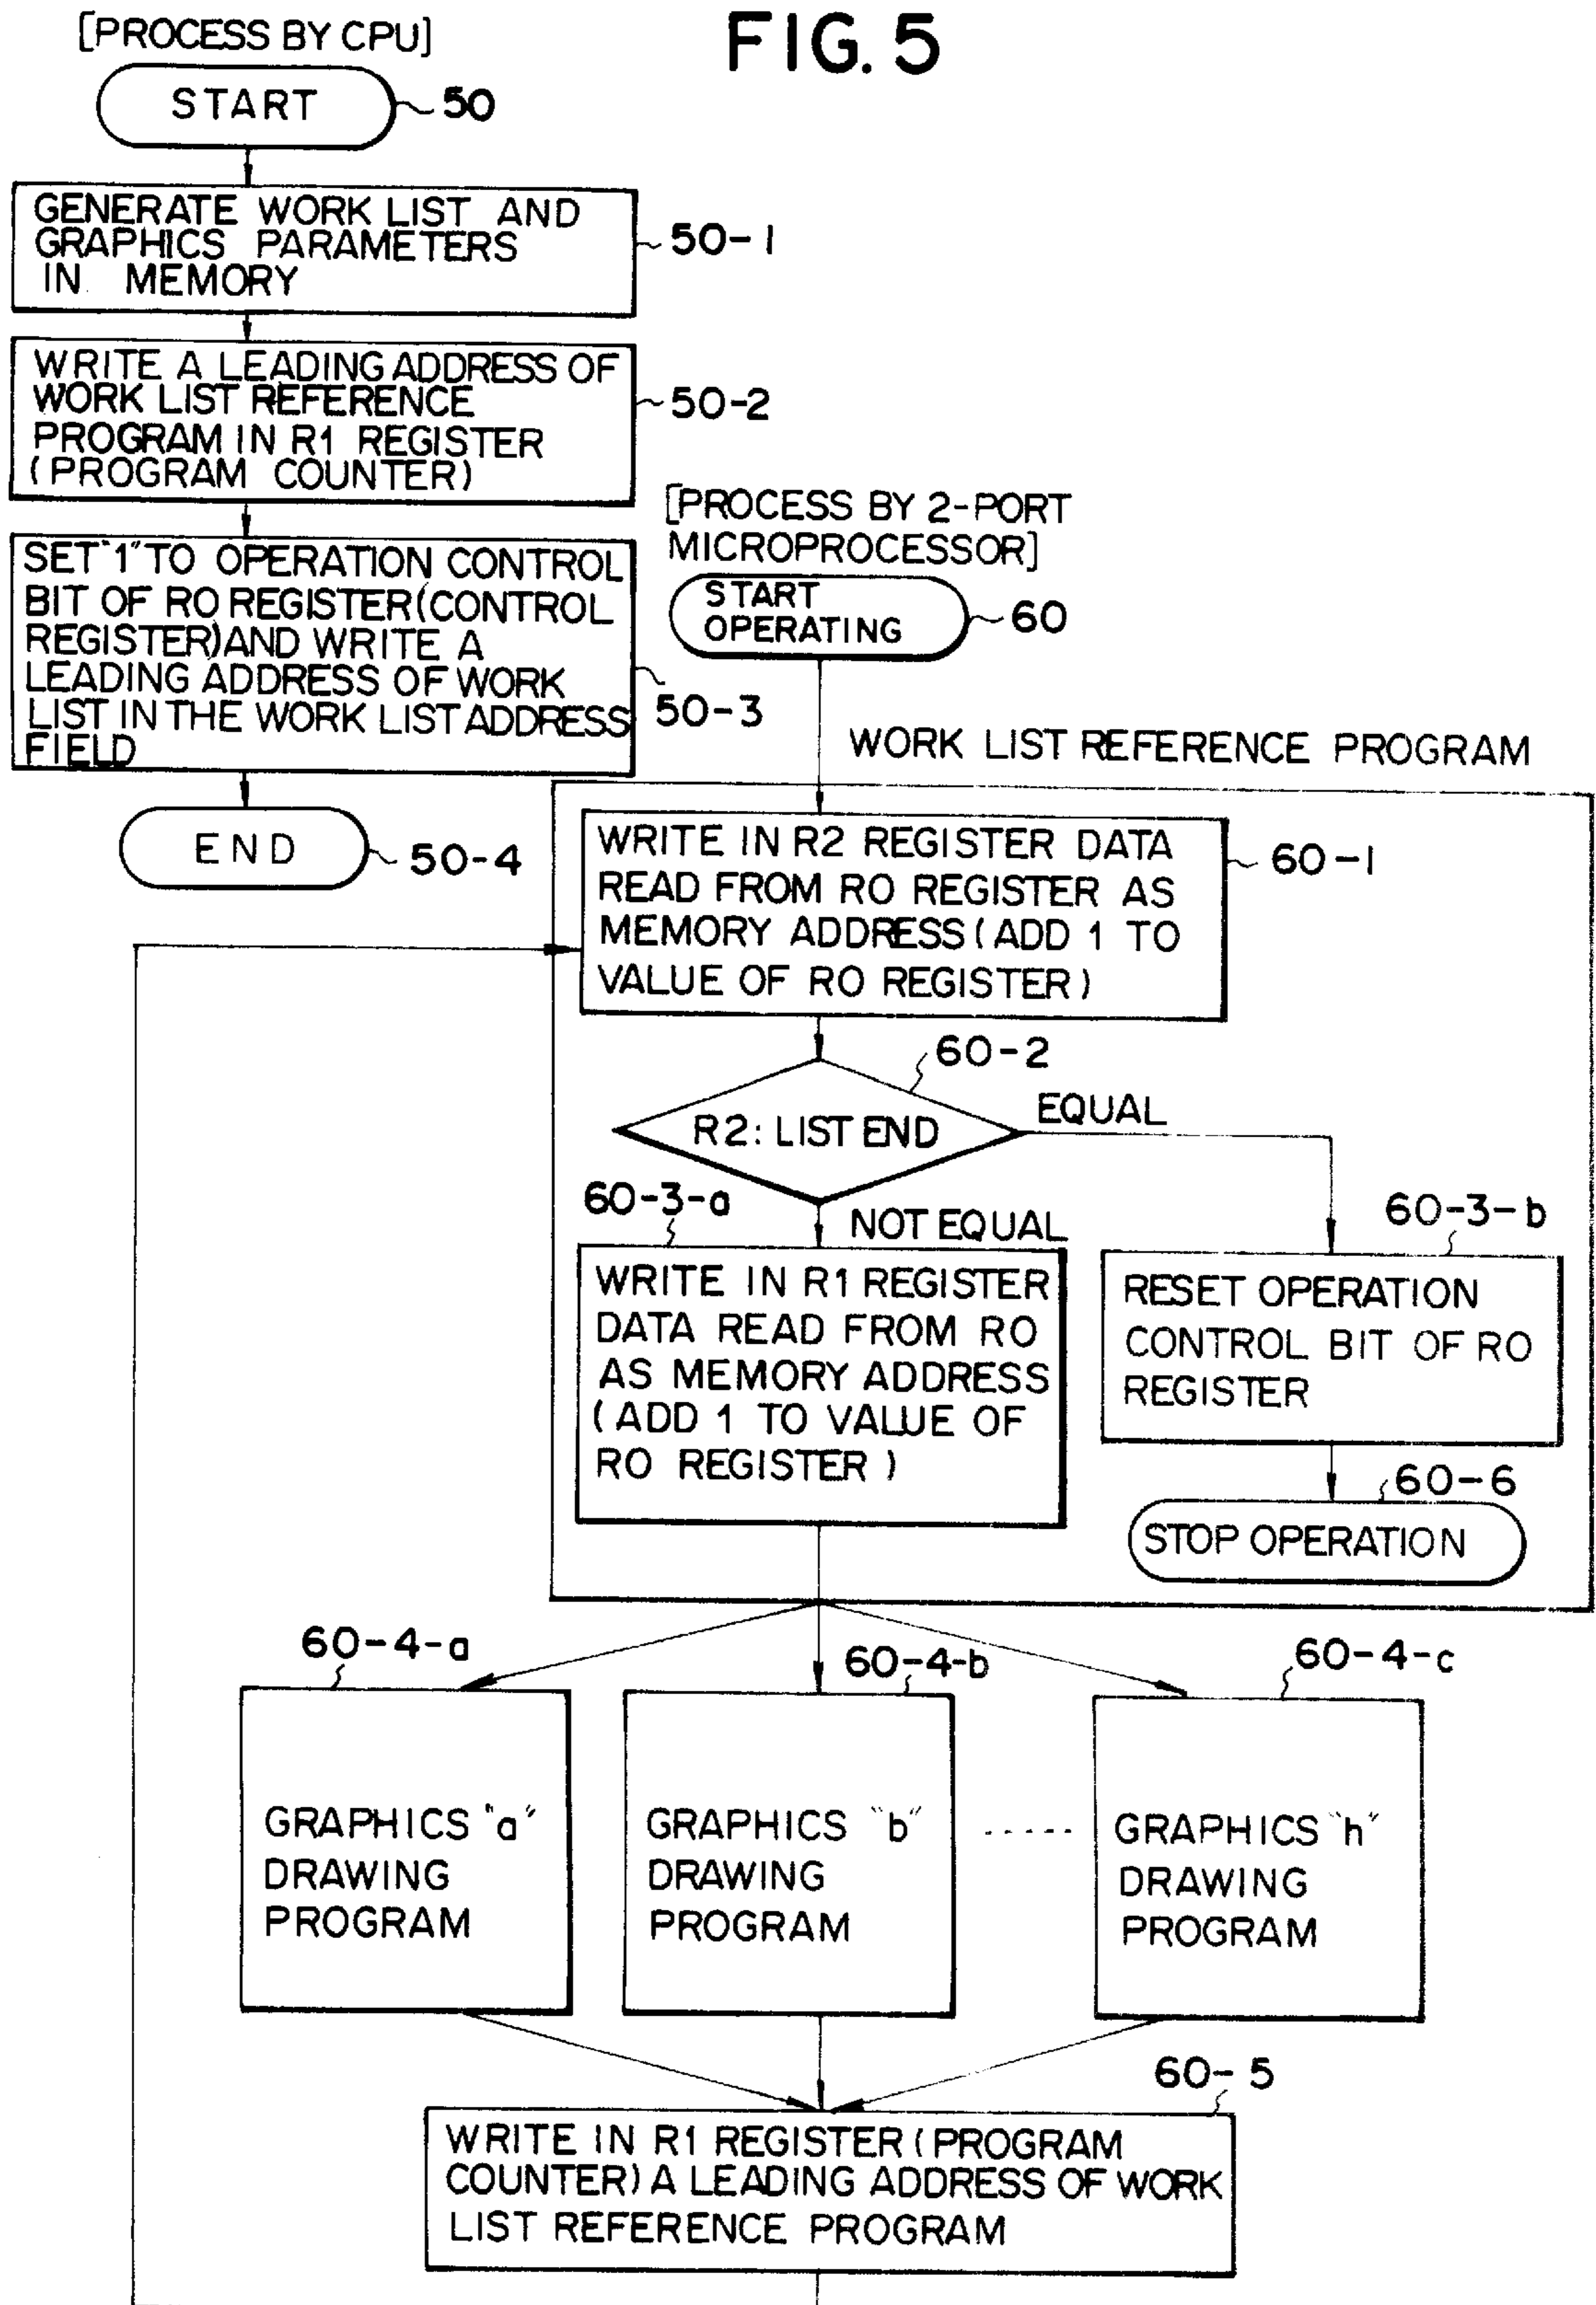 FIG. 5
[PROCESS BY CPU]
START
50
GENERATE WORK LIST AND
GRAPHICS PARAMETERS
IN MEMORY
50-1
WRITE A LEADING ADDRESS OF
WORK LIST REFERENCE
PROGRAM IN R1 REGISTER
(PROGRAM COUNTER)
50-2
SET "1" TO OPERATION CONTROL
BIT OF RO REGISTER (CONTROL
REGISTER) AND WRITE A
LEADING ADDRESS OF WORK
LIST IN THE WORK LIST ADDRESS
FIELD
50-3
END
50-4
[PROCESS BY 2-PORT
MICROPROCESSOR]
START
OPERATING
60
WORK LIST REFERENCE PROGRAM
WRITE IN R2 REGISTER DATA
READ FROM RO REGISTER AS
MEMORY ADDRESS (ADD 1 TO
VALUE OF RO REGISTER)
60-1
60-2
R2: LIST END
EQUAL
NOT EQUAL
60-3-a
WRITE IN R1 REGISTER
DATA READ FROM RO
AS MEMORY ADDRESS
(ADD 1 TO VALUE OF
RO REGISTER)
60-3-b
RESET OPERATION
CONTROL BIT OF RO
REGISTER
60-6
STOP OPERATION
60-4-a
GRAPHICS "a"
DRAWING
PROGRAM
60-4-b
GRAPHICS "b"
DRAWING
PROGRAM
-----
60-4-c
GRAPHICS "h"
DRAWING
PROGRAM
60-5
WRITE IN R1 REGISTER (PROGRAM
COUNTER) A LEADING ADDRESS OF WORK
LIST REFERENCE PROGRAM